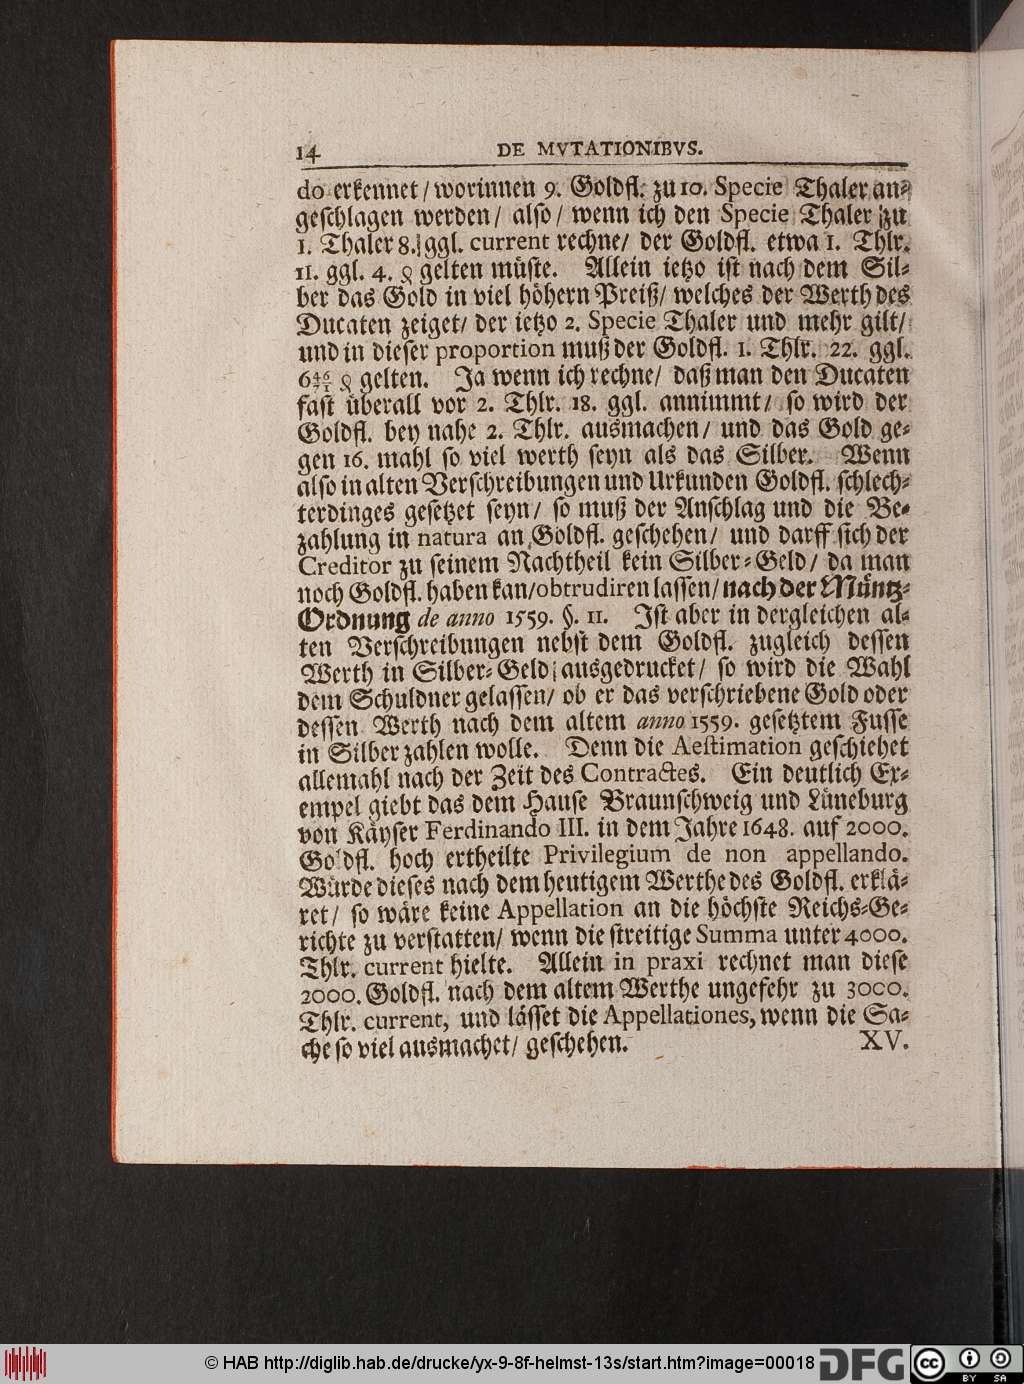 14 DE MVTATIONIBVS.
do erkennet / worinnen 9. Goldfl. zu 10. Specie Thaler an-
geschlagen werden / also / wenn ich den Specie Thaler zu
1. Thaler 8. ggl. current rechne / der Goldfl. etwa 1. Thlr.
11. ggl. 4. ₰ gelten müste. Allein ietzo ist nach dem Sil-
ber das Gold in viel höhern Preiß / welches der Werth des
Ducaten zeiget / der ietzo 2. Specie Thaler und mehr gilt /
und in dieser proportion muß der Goldfl. 1. Thlr. 22. ggl.
6 46/71 ₰ gelten. Ja wenn ich rechne / daß man den Ducaten
fast überall vor 2. Thlr. 18. ggl. annimmt / so wird der
Goldfl. bey nahe 2. Thlr. ausmachen / und das Gold ge-
gen 16. mahl so viel werth seyn als das Silber. Wenn
also in alten Verschreibungen und Urkunden Goldfl. schlech-
terdinges gesetzet seyn / so muß der Anschlag und die Be-
zahlung in natura an Goldfl. geschehen / und darff sich der
Creditor zu seinem Nachtheil kein Silber-Geld / da man
noch Goldfl. haben kan / obtrudiren lassen / nach der Müntz-
Ordnung de anno 1559. §. 11. Ist aber in dergleichen al-
ten Verschreibungen nebst dem Goldfl. zugleich dessen
Werth in Silber-Geld ausgedrucket / so wird die Wahl
dem Schuldner gelassen / ob er das verschriebene Gold oder
dessen Werth nach dem altem anno 1559. gesetztem Fusse
in Silber zahlen wolle. Denn die Aestimation geschiehet
allemahl nach der Zeit des Contractes. Ein deutlich Ex-
empel giebt das dem Hause Braunschweig und Lüneburg
von Käyser Ferdinando III. in dem Jahre 1648. auf 2000.
Goldfl. hoch ertheilte Privilegium de non appellando.
Würde dieses nach dem heutigem Werthe des Goldfl. erklä-
ret / so wäre keine Appellation an die höchste Reichs-Ge-
richte zu verstatten / wenn die streitige Summa unter 4000.
Thlr. current hielte. Allein in praxi rechnet man diese
2000. Goldfl. nach dem altem Werthe ungefehr zu 3000.
Thlr. current, und lässet die Appellationes, wenn die Sa-
che so viel ausmachet / geschehen. XV.
© HAB http://diglib.hab.de/drucke/yx-9-8f-helmst-13s/start.htm?image=00018 DFG cc BY SA